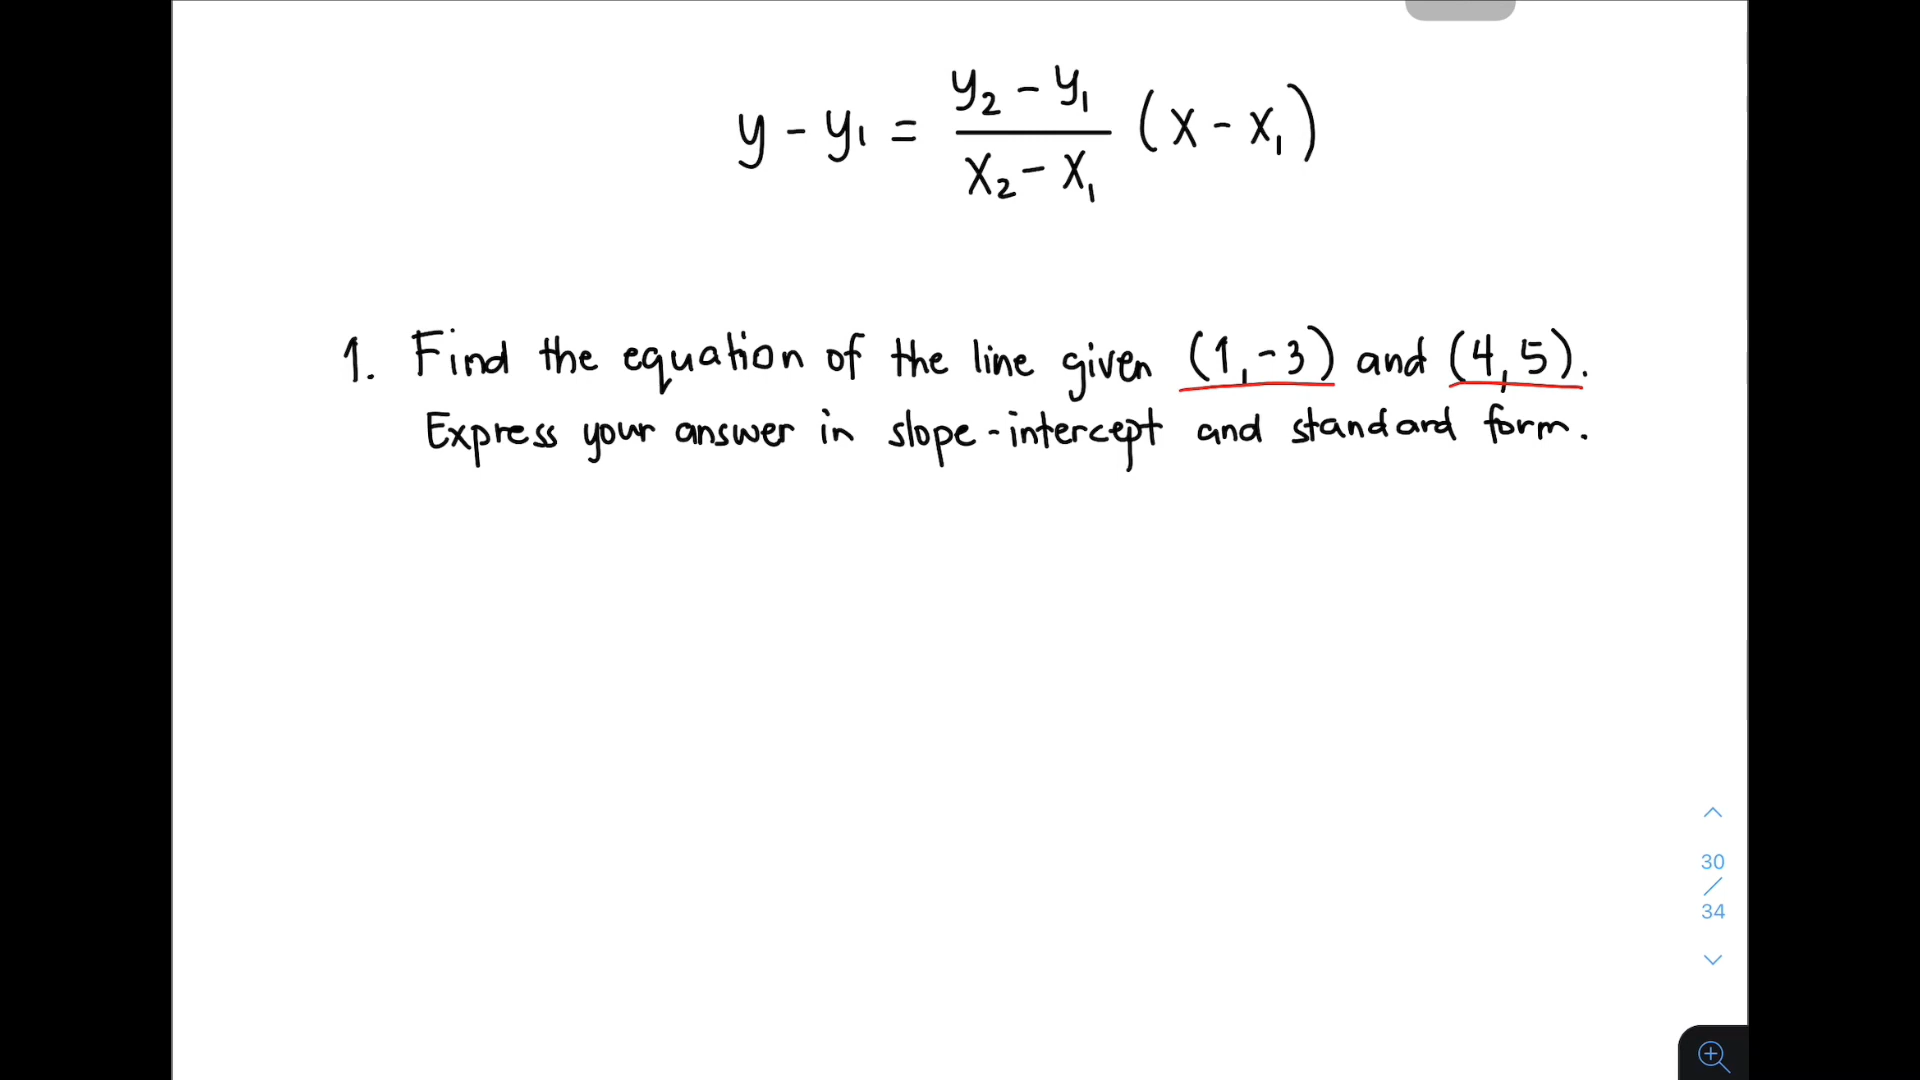 y - y₁ = \frac{y₂ - y₁}{x₂ - x₁} (x - x₁)
1. Find the equation of the line given (1,-3) and (4,5).
Express your answer in slope-intercept and standard form.
30
/
34